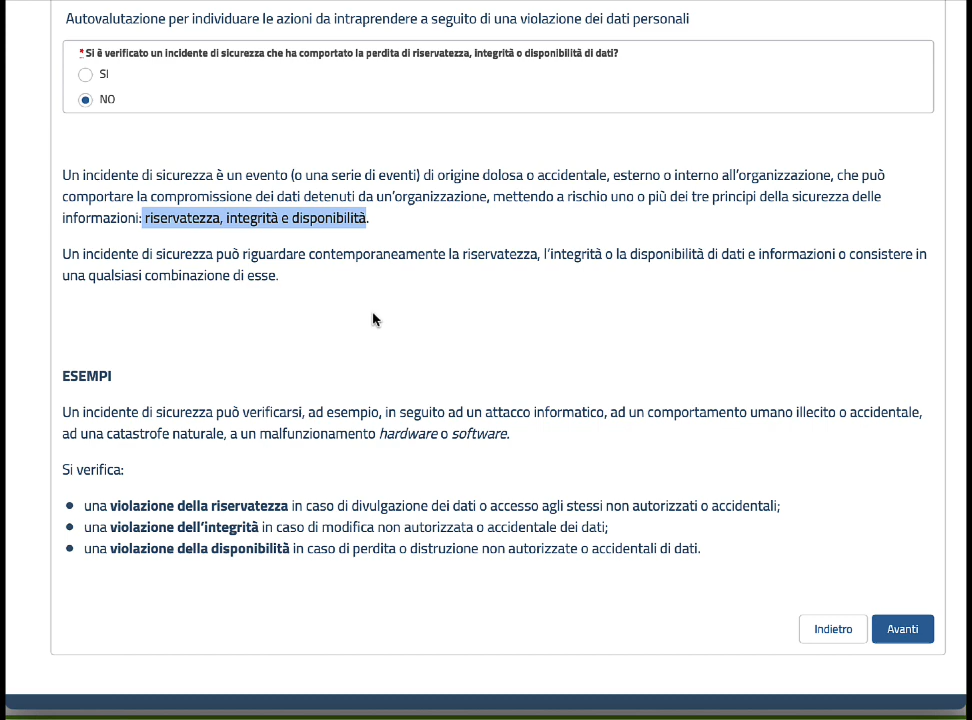 Autovalutazione per individuare le azioni da intraprendere a seguito di una violazione dei dati personali
* Si è verificato un incidente di sicurezza che ha comportato la perdita di riservatezza, integrità o disponibilità di dati?
SI
NO
Un incidente di sicurezza è un evento (o una serie di eventi) di origine dolosa o accidentale, esterno o interno all'organizzazione, che può
comportare la compromissione dei dati detenuti da un'organizzazione, mettendo a rischio uno o più dei tre principi della sicurezza delle
informazioni: riservatezza, integrità e disponibilità.
Un incidente di sicurezza può riguardare contemporaneamente la riservatezza, l'integrità o la disponibilità di dati e informazioni o consistere in
una qualsiasi combinazione di esse.
ESEMPI
Un incidente di sicurezza può verificarsi, ad esempio, in seguito ad un attacco informatico, ad un comportamento umano illecito o accidentale,
ad una catastrofe naturale, a un malfunzionamento hardware o software.
Si verifica:
● una violazione della riservatezza in caso di divulgazione dei dati o accesso agli stessi non autorizzati o accidentali;
● una violazione dell'integrità in caso di modifica non autorizzata o accidentale dei dati;
● una violazione della disponibilità in caso di perdita o distruzione non autorizzate o accidentali di dati.
Indietro Avanti